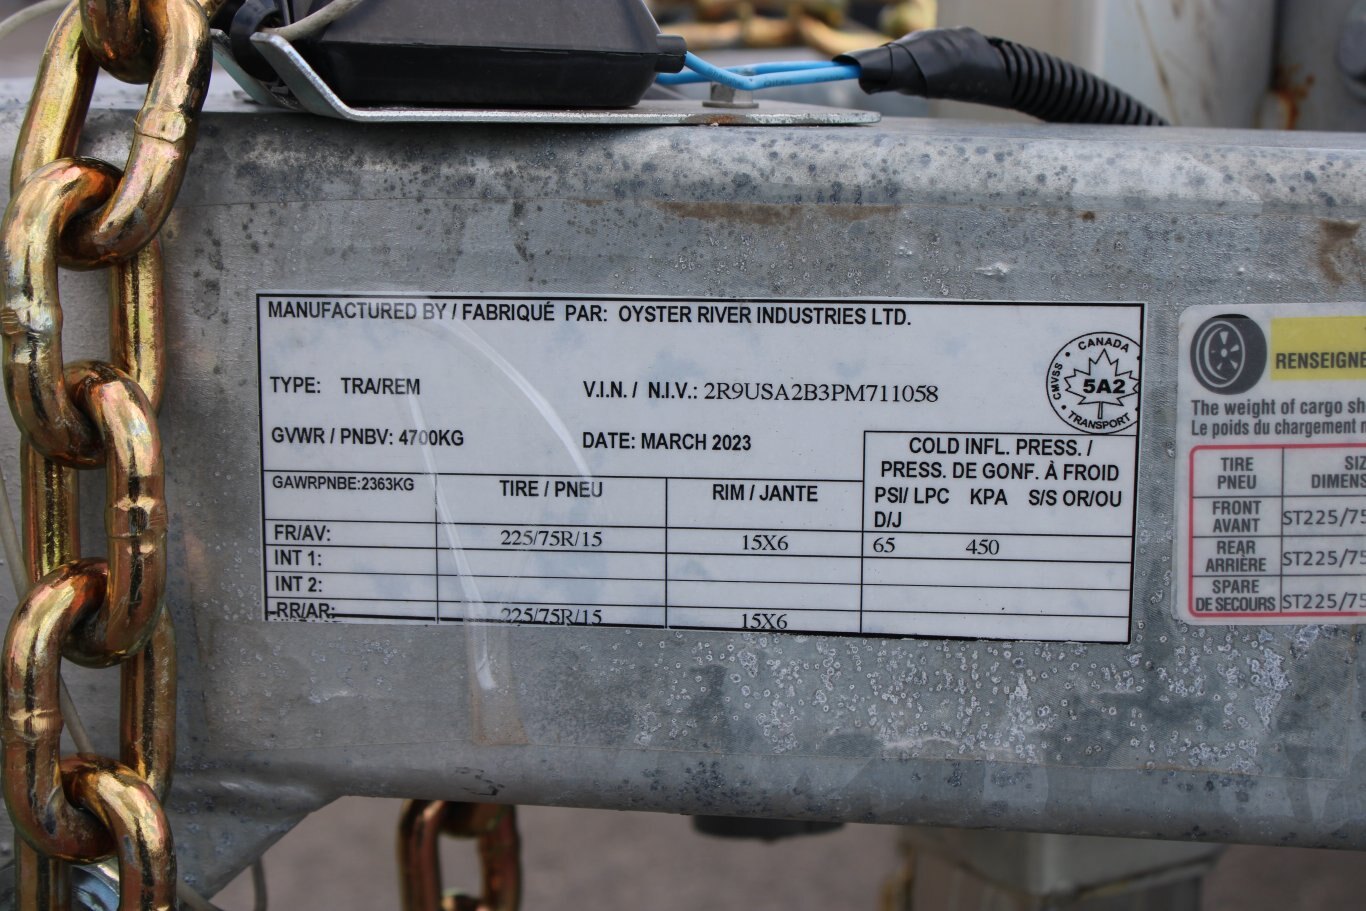 MANUFACTURED BY / FABRIQUÉ PAR: OYSTER RIVER INDUSTRIES LTD.
TYPE: TRA/REM
V.I.N. / N.I.V.: 2R9USA2B3PM711058
CANADA
CMVSS
5A2
TRANSPORT
GVWR / PNBV: 4700KG
DATE: MARCH 2023
COLD INFL. PRESS. /
PRESS. DE GONF. À FROID
GAWRPNBE:2363KG TIRE / PNEU RIM / JANTE PSI/ LPC KPA S/S OR/OU
D/J
FR/AV: 225/75R/15 15X6 65 450
INT 1:
INT 2:
RR/AR: 225/75R/15 15X6
RENSEIGNE
The weight of cargo sh
Le poids du chargement
TIRE SIZ
PNEU DIMENS
FRONT
AVANT ST225/75
REAR
ARRIÈRE ST225/75
SPARE
DE SECOURS ST225/75